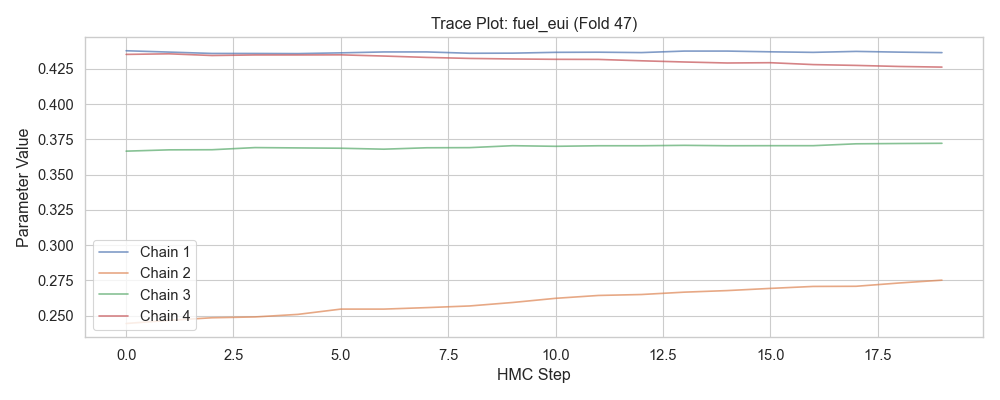 Trace Plot: fuel_eui (Fold 47)
Parameter Value
0.425
0.400
0.375
0.350
0.325
0.300
0.275
0.250
Chain 1
Chain 2
Chain 3
Chain 4
0.0 2.5 5.0 7.5 10.0 12.5 15.0 17.5
HMC Step